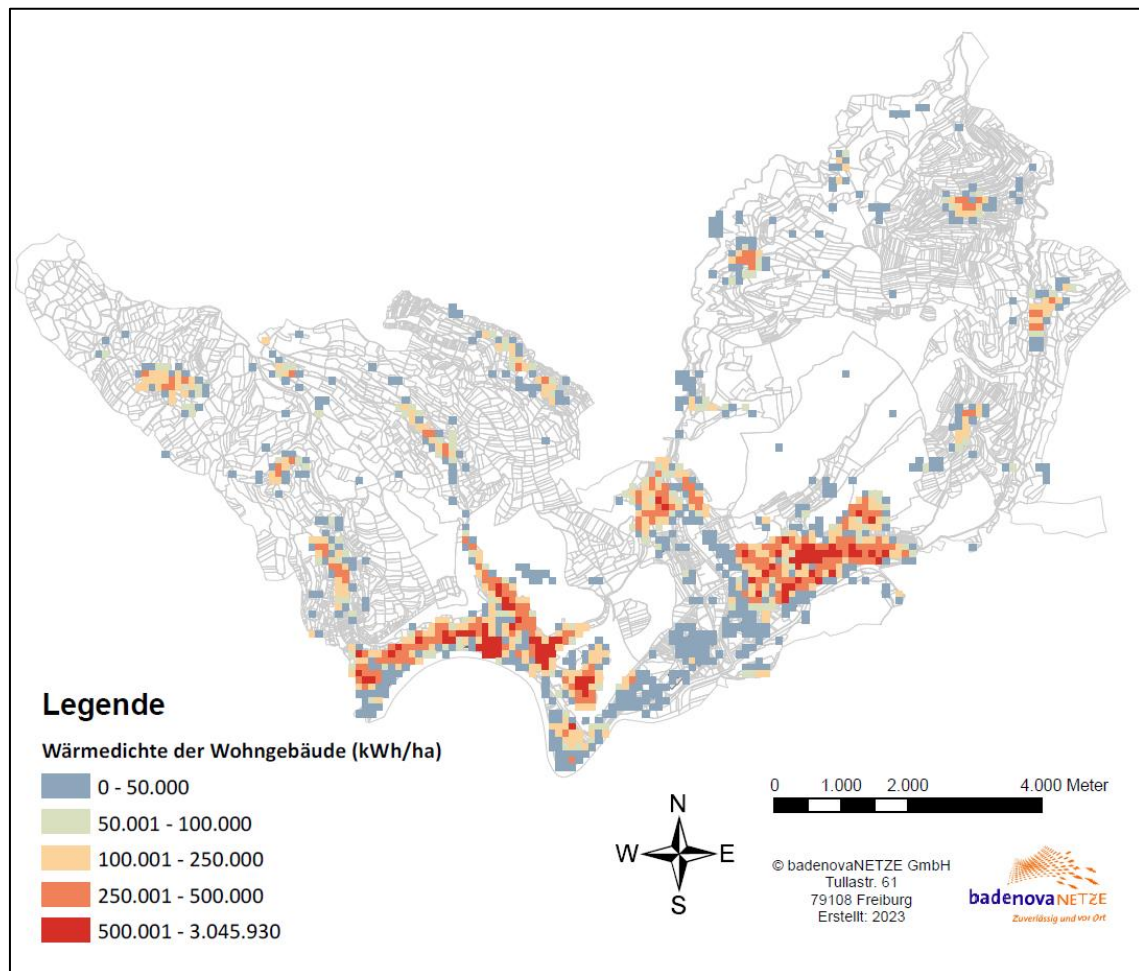 Legende
Wärmedichte der Wohngebäude (kWh/ha)
0 - 50.000
50.001 - 100.000
100.001 - 250.000
250.001 - 500.000
500.001 - 3.045.930
N
W E
S
0 1.000 2.000 4.000 Meter
© badenovaNETZE GmbH
Tullastr. 61
79108 Freiburg
Erstellt: 2023
badenovaNETZE
Zuverlässig und vor Ort